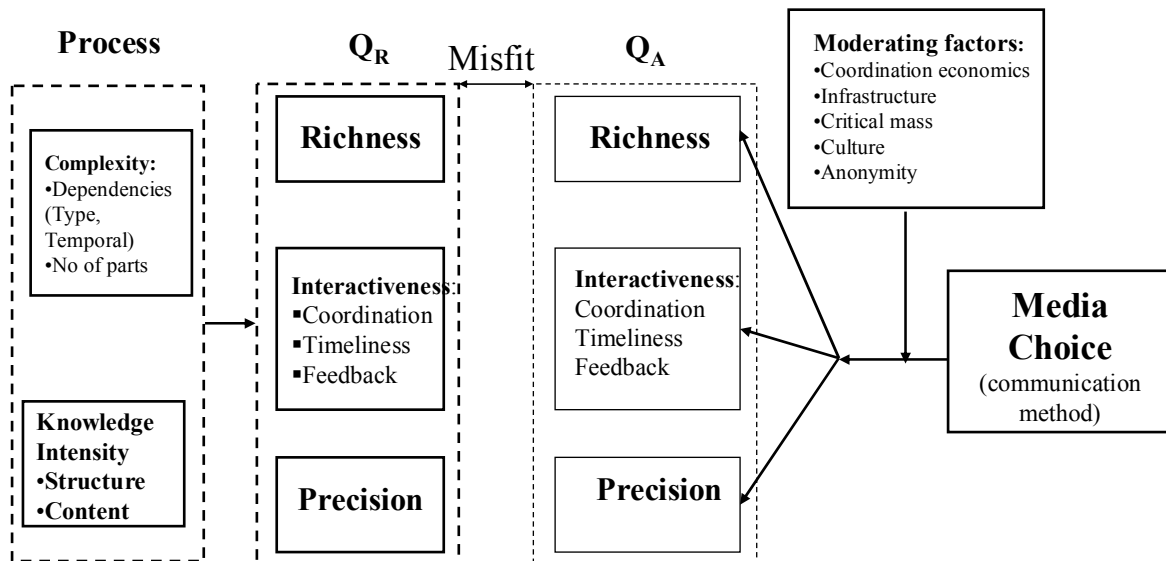 Process
Complexity:
•Dependencies
(Type,
Temporal)
•No of parts
Knowledge
Intensity
•Structure
•Content
Q_R
Richness
Interactiveness:
▪Coordination
▪Timeliness
▪Feedback
Precision
Misfit
Q_A
Richness
Interactiveness:
Coordination
Timeliness
Feedback
Precision
Moderating factors:
•Coordination economics
•Infrastructure
•Critical mass
•Culture
•Anonymity
Media
Choice
(communication
method)